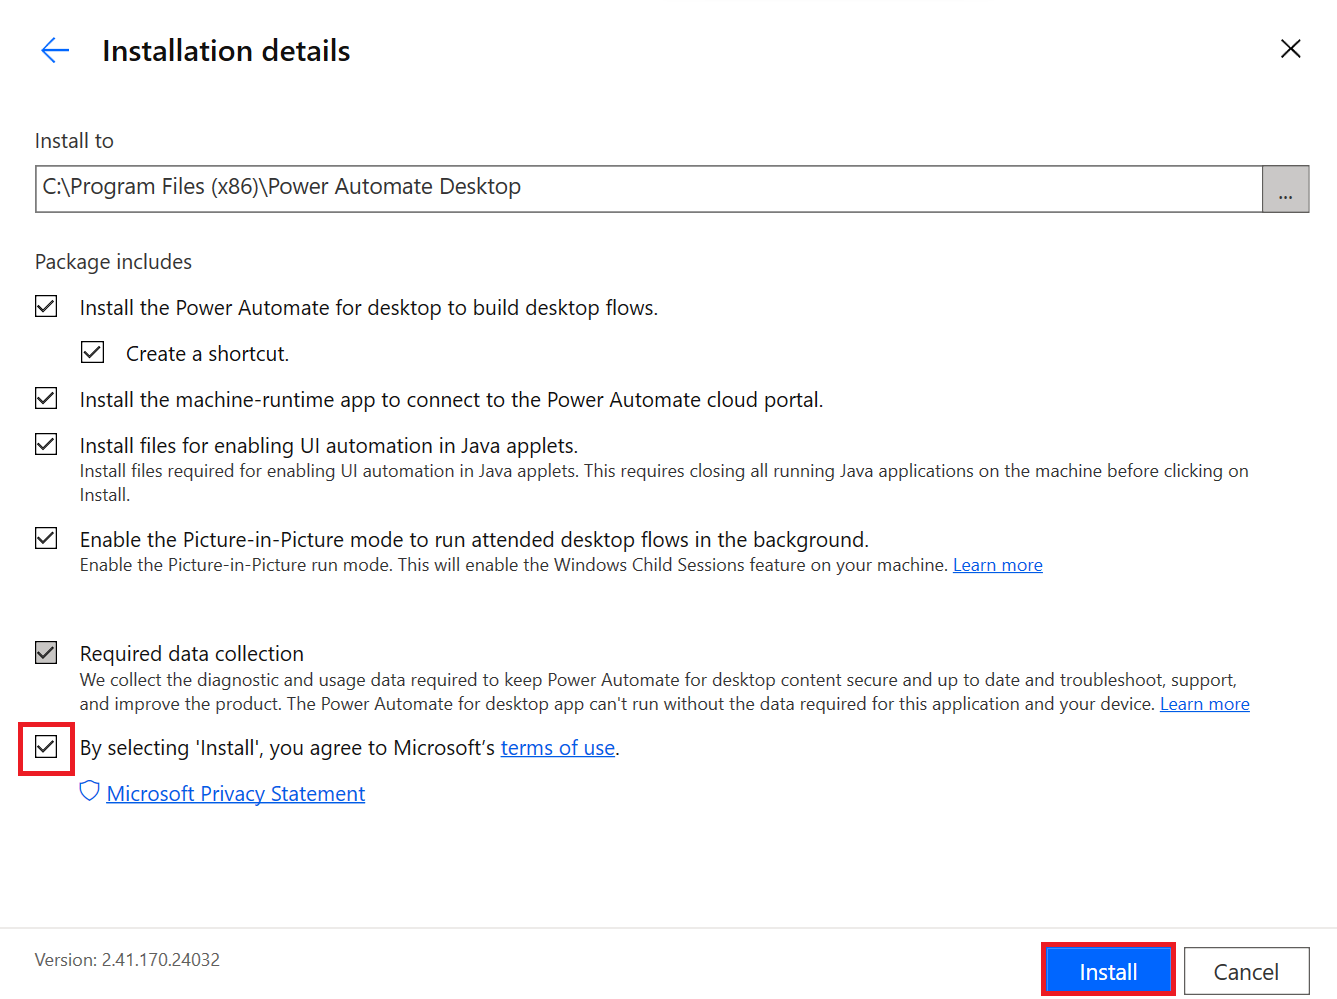 Installation details
Install to
C:\Program Files (x86)\Power Automate Desktop
...
Package includes
Install the Power Automate for desktop to build desktop flows.
Create a shortcut.
Install the machine-runtime app to connect to the Power Automate cloud portal.
Install files for enabling UI automation in Java applets.
Install files required for enabling UI automation in Java applets. This requires closing all running Java applications on the machine before clicking on
Install.
Enable the Picture-in-Picture mode to run attended desktop flows in the background.
Enable the Picture-in-Picture run mode. This will enable the Windows Child Sessions feature on your machine. Learn more
Required data collection
We collect the diagnostic and usage data required to keep Power Automate for desktop content secure and up to date and troubleshoot, support,
and improve the product. The Power Automate for desktop app can't run without the data required for this application and your device. Learn more
By selecting 'Install', you agree to Microsoft’s terms of use.
Microsoft Privacy Statement
Version: 2.41.170.24032
Install
Cancel